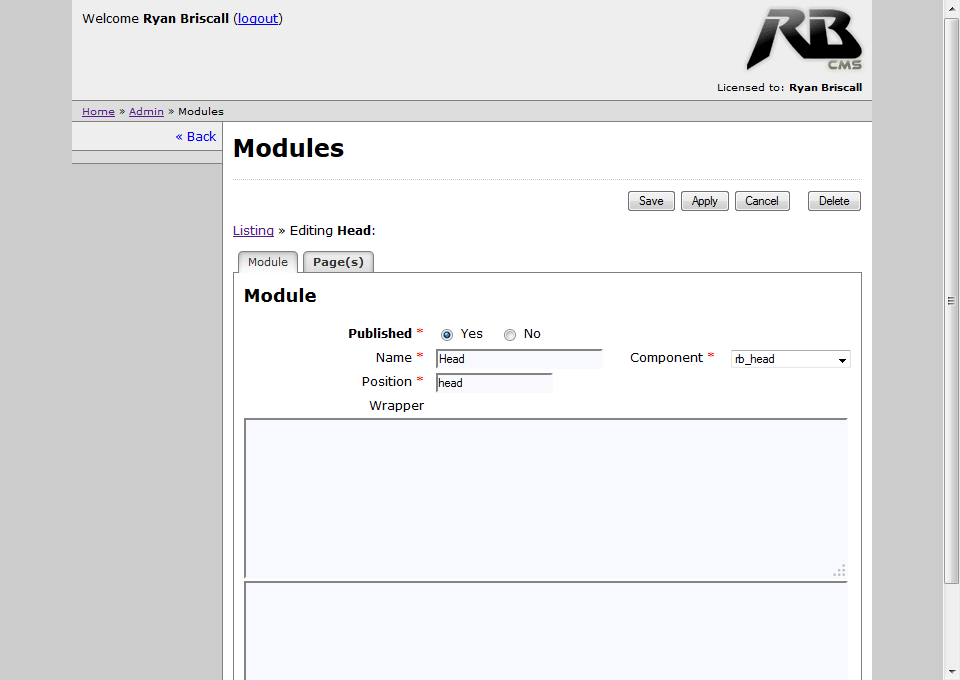 Welcome Ryan Briscall (logout)
RB
CMS
Licensed to: Ryan Briscall
Home » Admin » Modules
« Back
Modules
Save Apply Cancel Delete
Listing » Editing Head:
Module Page(s)
Module
Published * Yes No
Name * Head Component * rb_head
Position * head
Wrapper